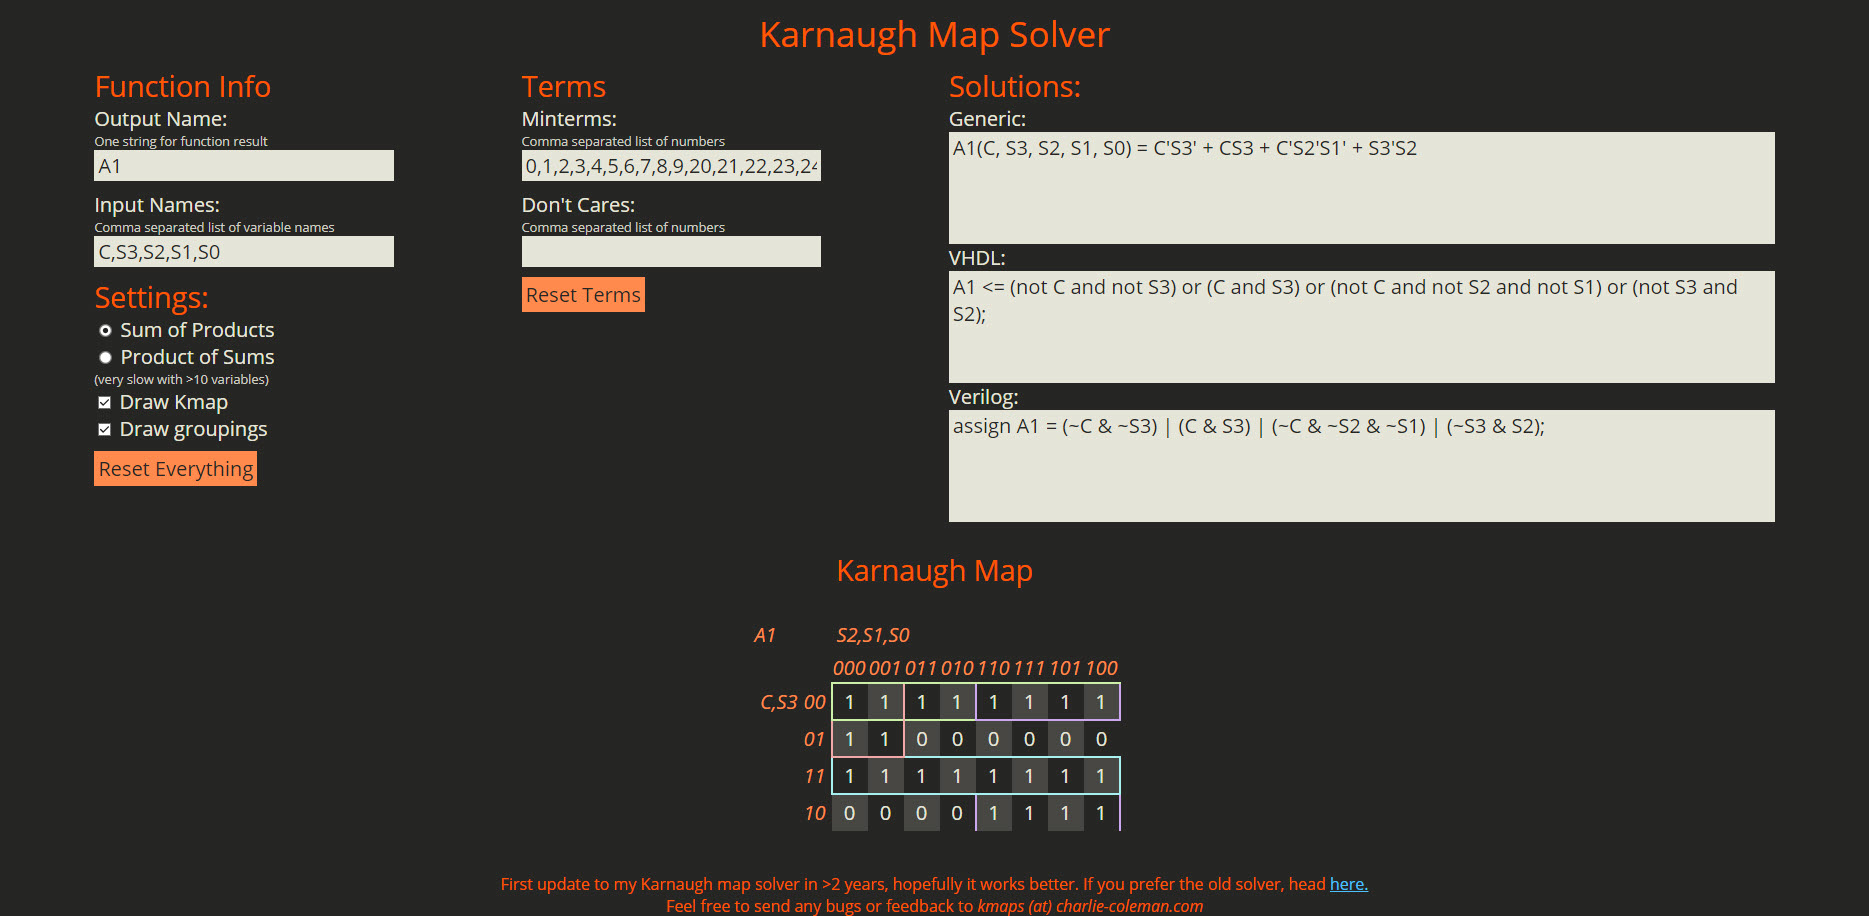 Karnaugh Map Solver
Function Info
Output Name:
One string for function result
A1
Input Names:
Comma separated list of variable names
C,S3,S2,S1,S0
Settings:
Sum of Products
Product of Sums
(very slow with >10 variables)
Draw Kmap
Draw groupings
Reset Everything
Terms
Minterms:
Comma separated list of numbers
0,1,2,3,4,5,6,7,8,9,20,21,22,23,24
Don't Cares:
Comma separated list of numbers
Reset Terms
Solutions:
Generic:
A1(C, S3, S2, S1, S0) = C'S3' + CS3 + C'S2'S1' + S3'S2
VHDL:
A1 <= (not C and not S3) or (C and S3) or (not C and not S2 and not S1) or (not S3 and
S2);
Verilog:
assign A1 = (~C & ~S3) | (C & S3) | (~C & ~S2 & ~S1) | (~S3 & S2);
Karnaugh Map
A1 S2,S1,S0
000 001 011 010 110 111 101 100
C,S3 00 1 1 1 1 1 1 1 1
01 1 1 0 0 0 0 0 0
11 1 1 1 1 1 1 1 1
10 0 0 0 0 1 1 1 1
First update to my Karnaugh map solver in >2 years, hopefully it works better. If you prefer the old solver, head here.
Feel free to send any bugs or feedback to kmaps (at) charlie-coleman.com